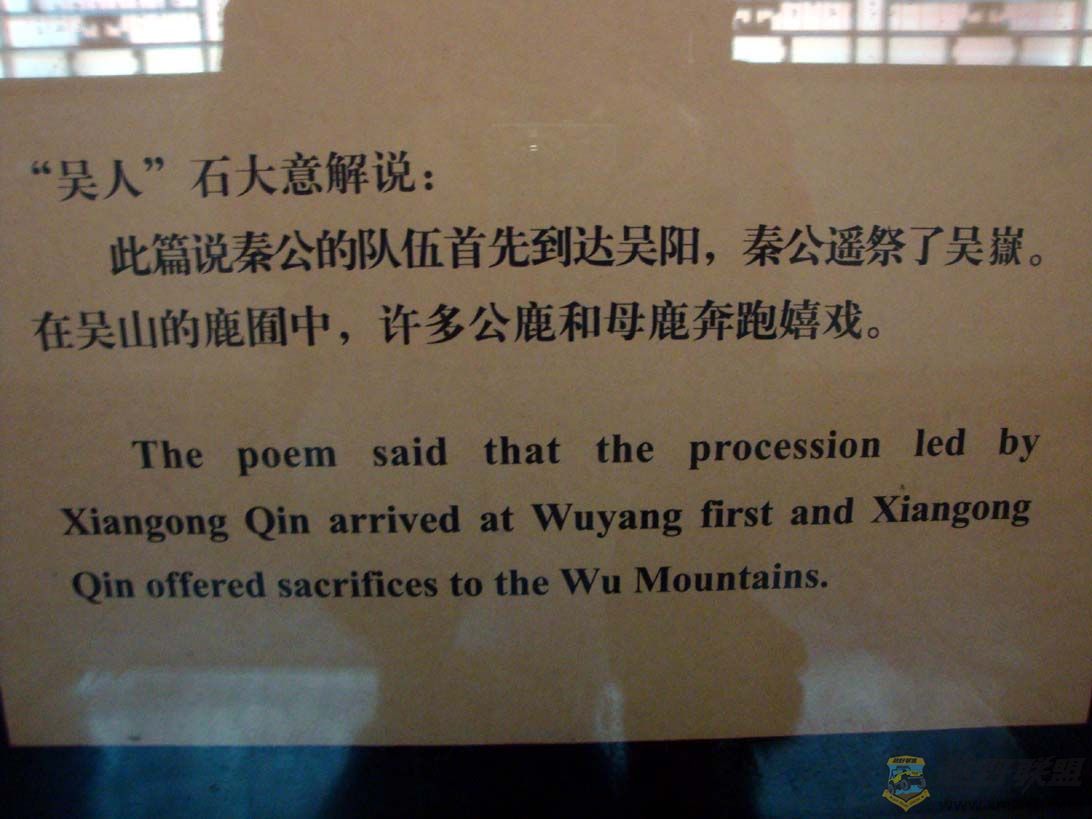 “吴人”石大意解说：
此篇说秦公的队伍首先到达吴阳，秦公遥祭了吴嶽。
在吴山的鹿囿中，许多公鹿和母鹿奔跑嬉戏。
The poem said that the procession led by
Xiangong Qin arrived at Wuyang first and Xiangong
Qin offered sacrifices to the Wu Mountains.
联盟